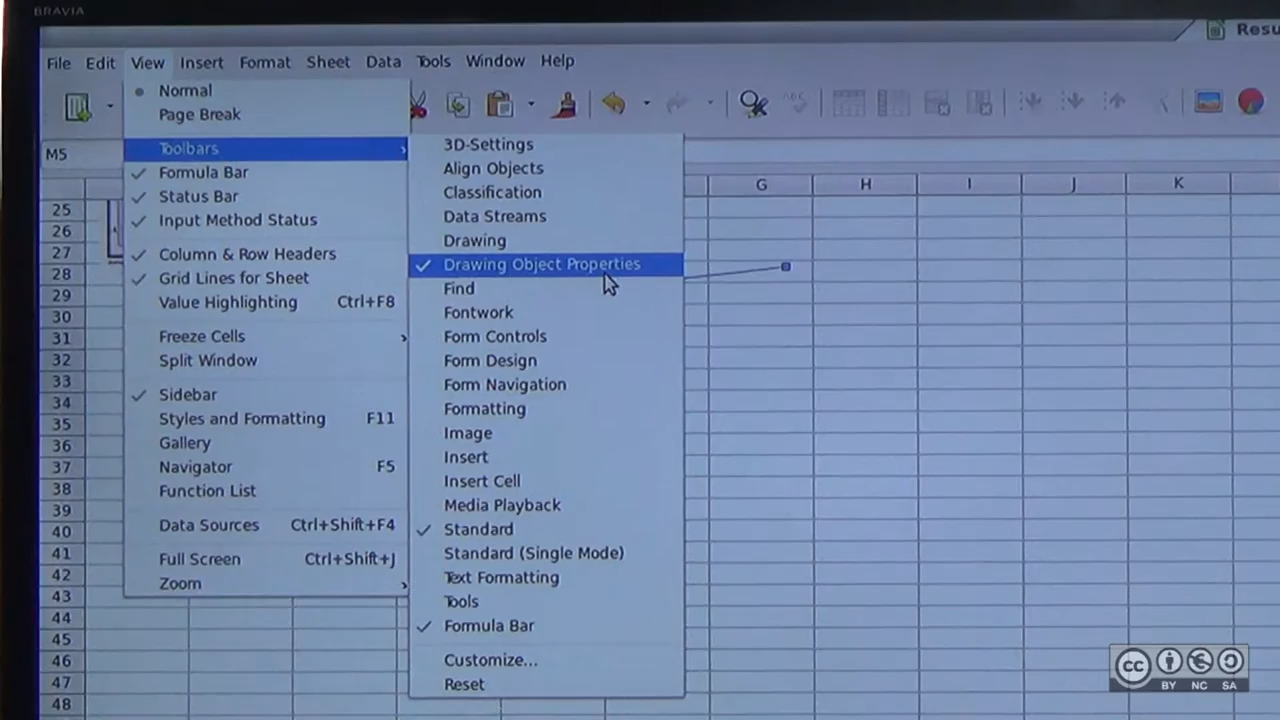 BRAVIA
Resu
File Edit View Insert Format Sheet Data Tools Window Help
Normal
Page Break
M5
Toolbars
Formula Bar
Status Bar
Input Method Status
Column & Row Headers
Grid Lines for Sheet
Value Highlighting Ctrl+F8
Freeze Cells
Split Window
Sidebar
Styles and Formatting F11
Gallery
Navigator F5
Function List
Data Sources Ctrl+Shift+F4
Full Screen Ctrl+Shift+J
Zoom
3D-Settings
Align Objects
Classification
Data Streams
Drawing
Drawing Object Properties
Find
Fontwork
Form Controls
Form Design
Form Navigation
Formatting
Image
Insert
Insert Cell
Media Playback
Standard
Standard (Single Mode)
Text Formatting
Tools
Formula Bar
Customize...
Reset
G H I J K
25
26
27
28
29
30
31
32
33
34
35
36
37
38
39
40
41
42
43
44
45
46
47
48
cc
BY NC SA